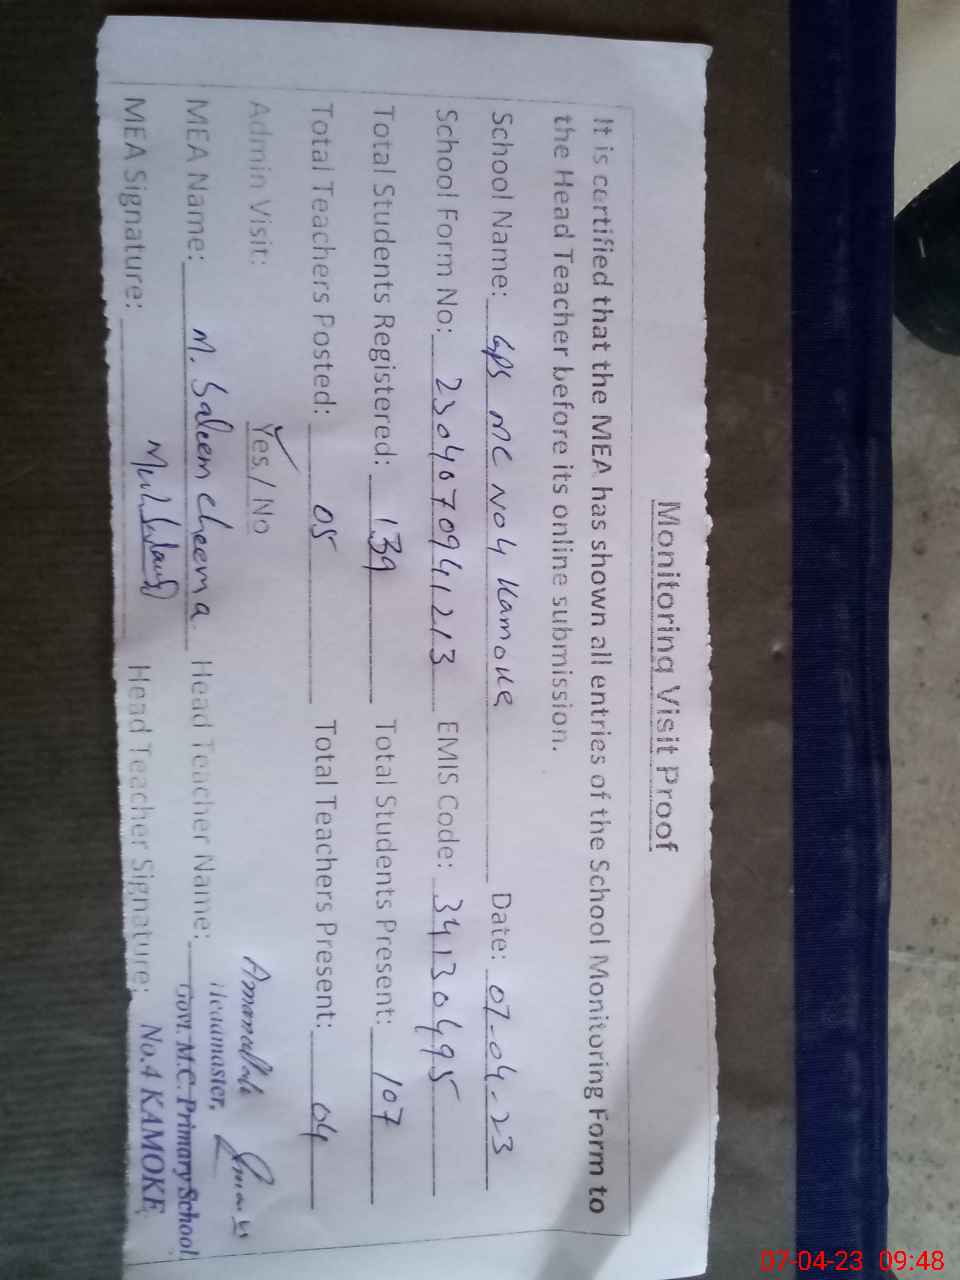 Monitoring Visit Proof
It is certified that the MEA has shown all entries of the School Monitoring Form to
the Head Teacher before its online submission.
School Name: GPS MC No 4 Kamoke Date: 07-04-23
School Form No: 2304070941213 EMIS Code: 34130495
Total Students Registered: 139 Total Students Present: 107
Total Teachers Posted: 05 Total Teachers Present: 04
Admin Visit: Yes / No
MEA Name: M. Saleem cheema Head Teacher Name: Amanullah
Headmaster,
Govt. M.C. Primary School
MEA Signature: Head Teacher Signature: No.4 KAMOKE
07-04-23 09:48